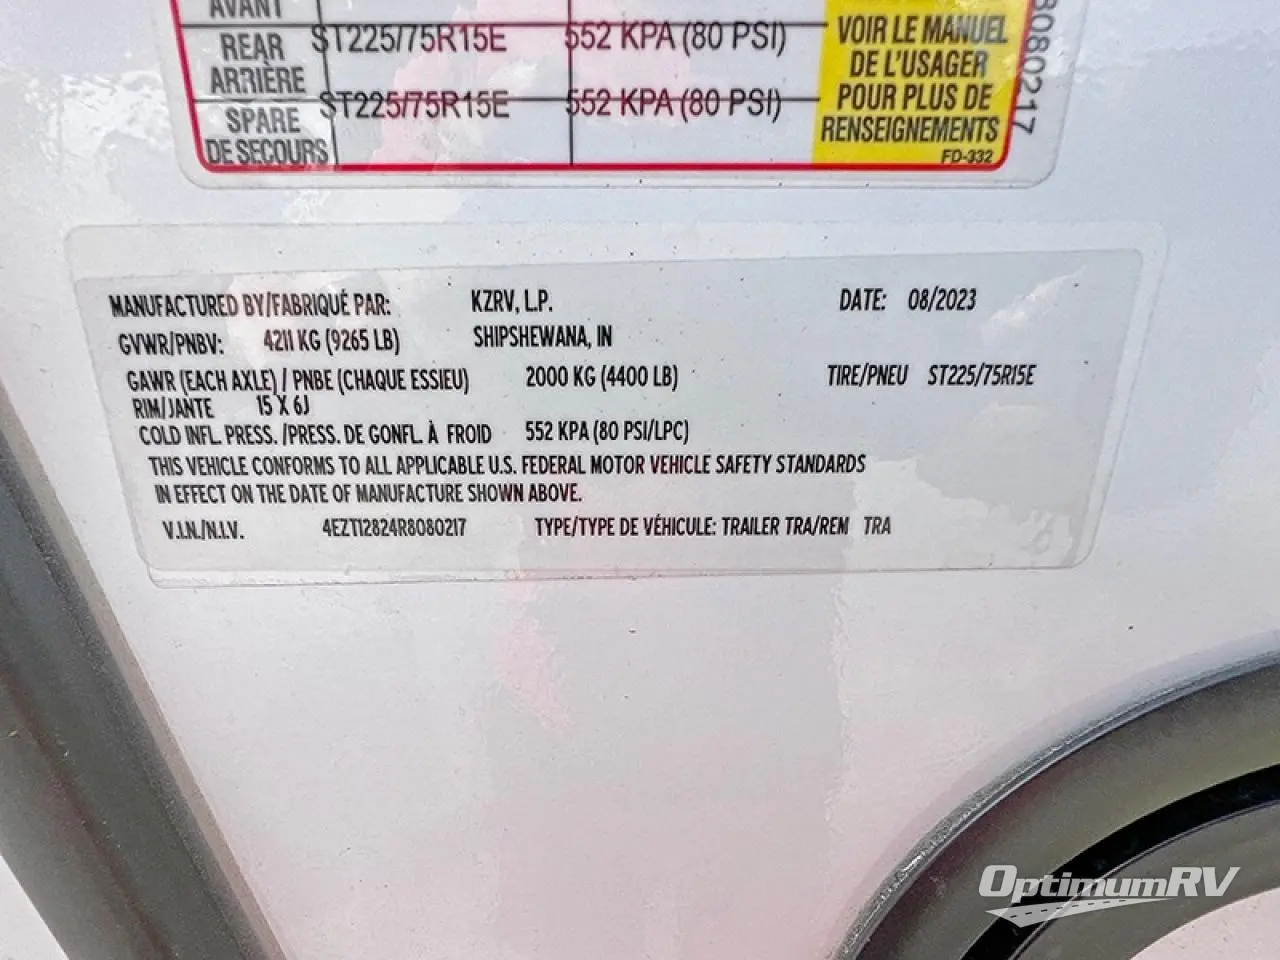 AVANT
REAR ST225/75R15E 552 KPA (80 PSI)
ARRIÈRE
SPARE ST225/75R15E 552 KPA (80 PSI)
DE SECOURS
VOIR LE MANUEL
DE L'USAGER
POUR PLUS DE
RENSEIGNEMENTS
FD-332
8080217
MANUFACTURED BY/FABRIQUÉ PAR: KZRV, L.P. DATE: 08/2023
GVWR/PNBV: 4211 KG (9265 LB) SHIPSHEWANA, IN
GAWR (EACH AXLE) / PNBE (CHAQUE ESSIEU) 2000 KG (4400 LB) TIRE/PNEU ST225/75R15E
RIM/JANTE 15 X 6J
COLD INFL. PRESS. /PRESS. DE GONFL. À FROID 552 KPA (80 PSI/LPC)
THIS VEHICLE CONFORMS TO ALL APPLICABLE U.S. FEDERAL MOTOR VEHICLE SAFETY STANDARDS
IN EFFECT ON THE DATE OF MANUFACTURE SHOWN ABOVE.
V.I.N./N.I.V. 4EZT12824R8080217 TYPE/TYPE DE VÉHICULE: TRAILER TRA/REM TRA
OptimumRV